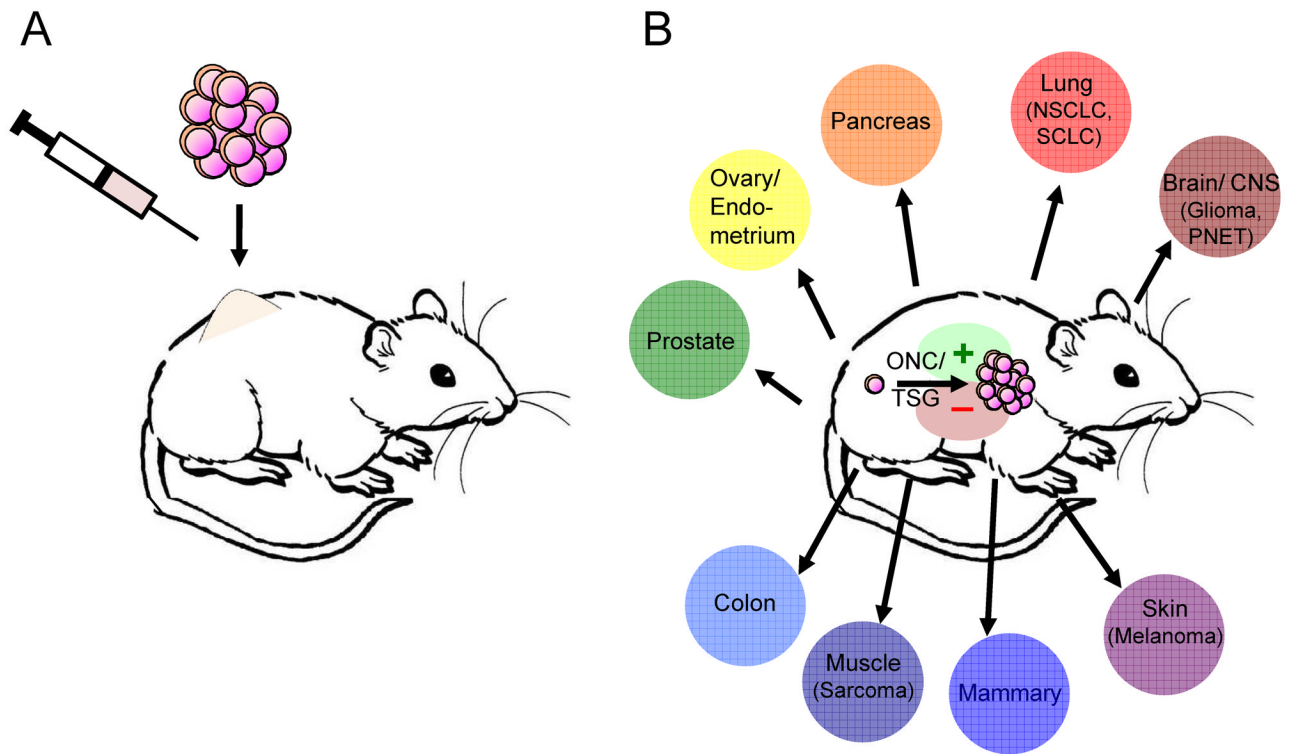 A
B
Lung
(NSCLC,
SCLC)
Pancreas
Brain/ CNS
(Glioma,
PNET)
Ovary/
Endo-
metrium
Prostate
ONC/
+
TSG
–
Colon
Skin
(Melanoma)
Muscle
(Sarcoma)
Mammary